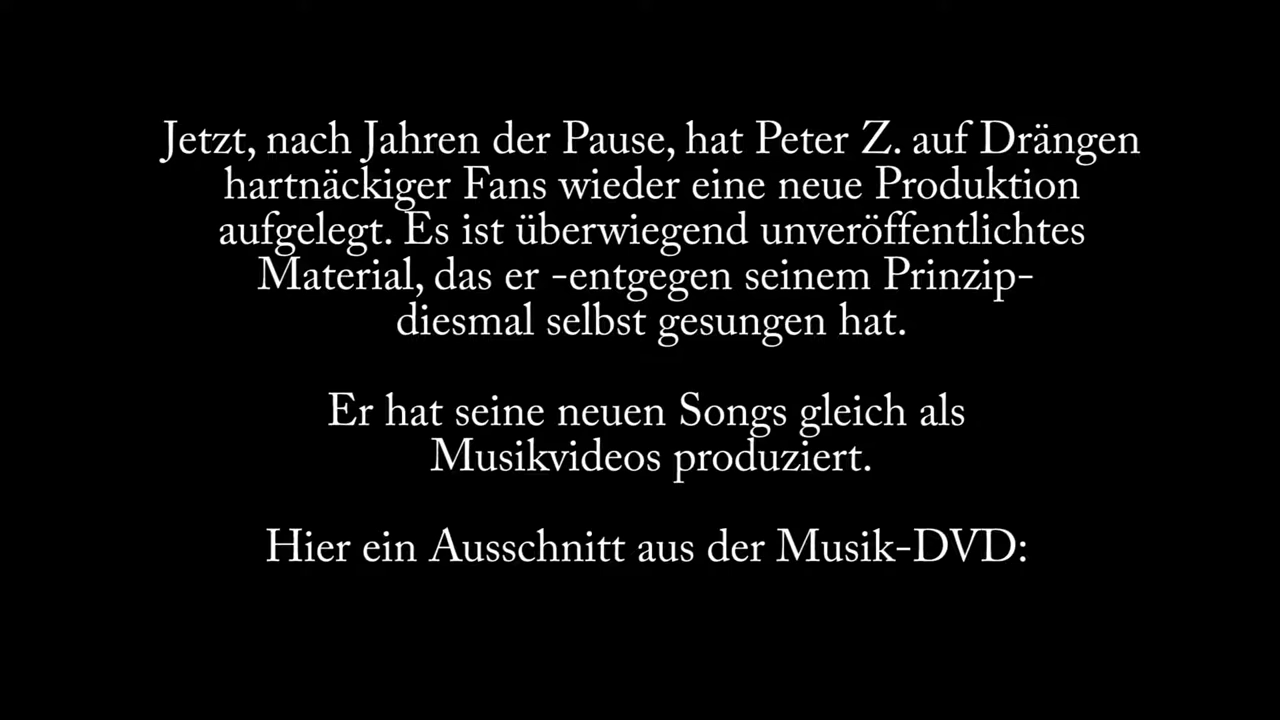 Jetzt, nach Jahren der Pause, hat Peter Z. auf Drängen
hartnäckiger Fans wieder eine neue Produktion
aufgelegt. Es ist überwiegend unveröffentlichtes
Material, das er -entgegen seinem Prinzip-
diesmal selbst gesungen hat.
Er hat seine neuen Songs gleich als
Musikvideos produziert.
Hier ein Ausschnitt aus der Musik-DVD: